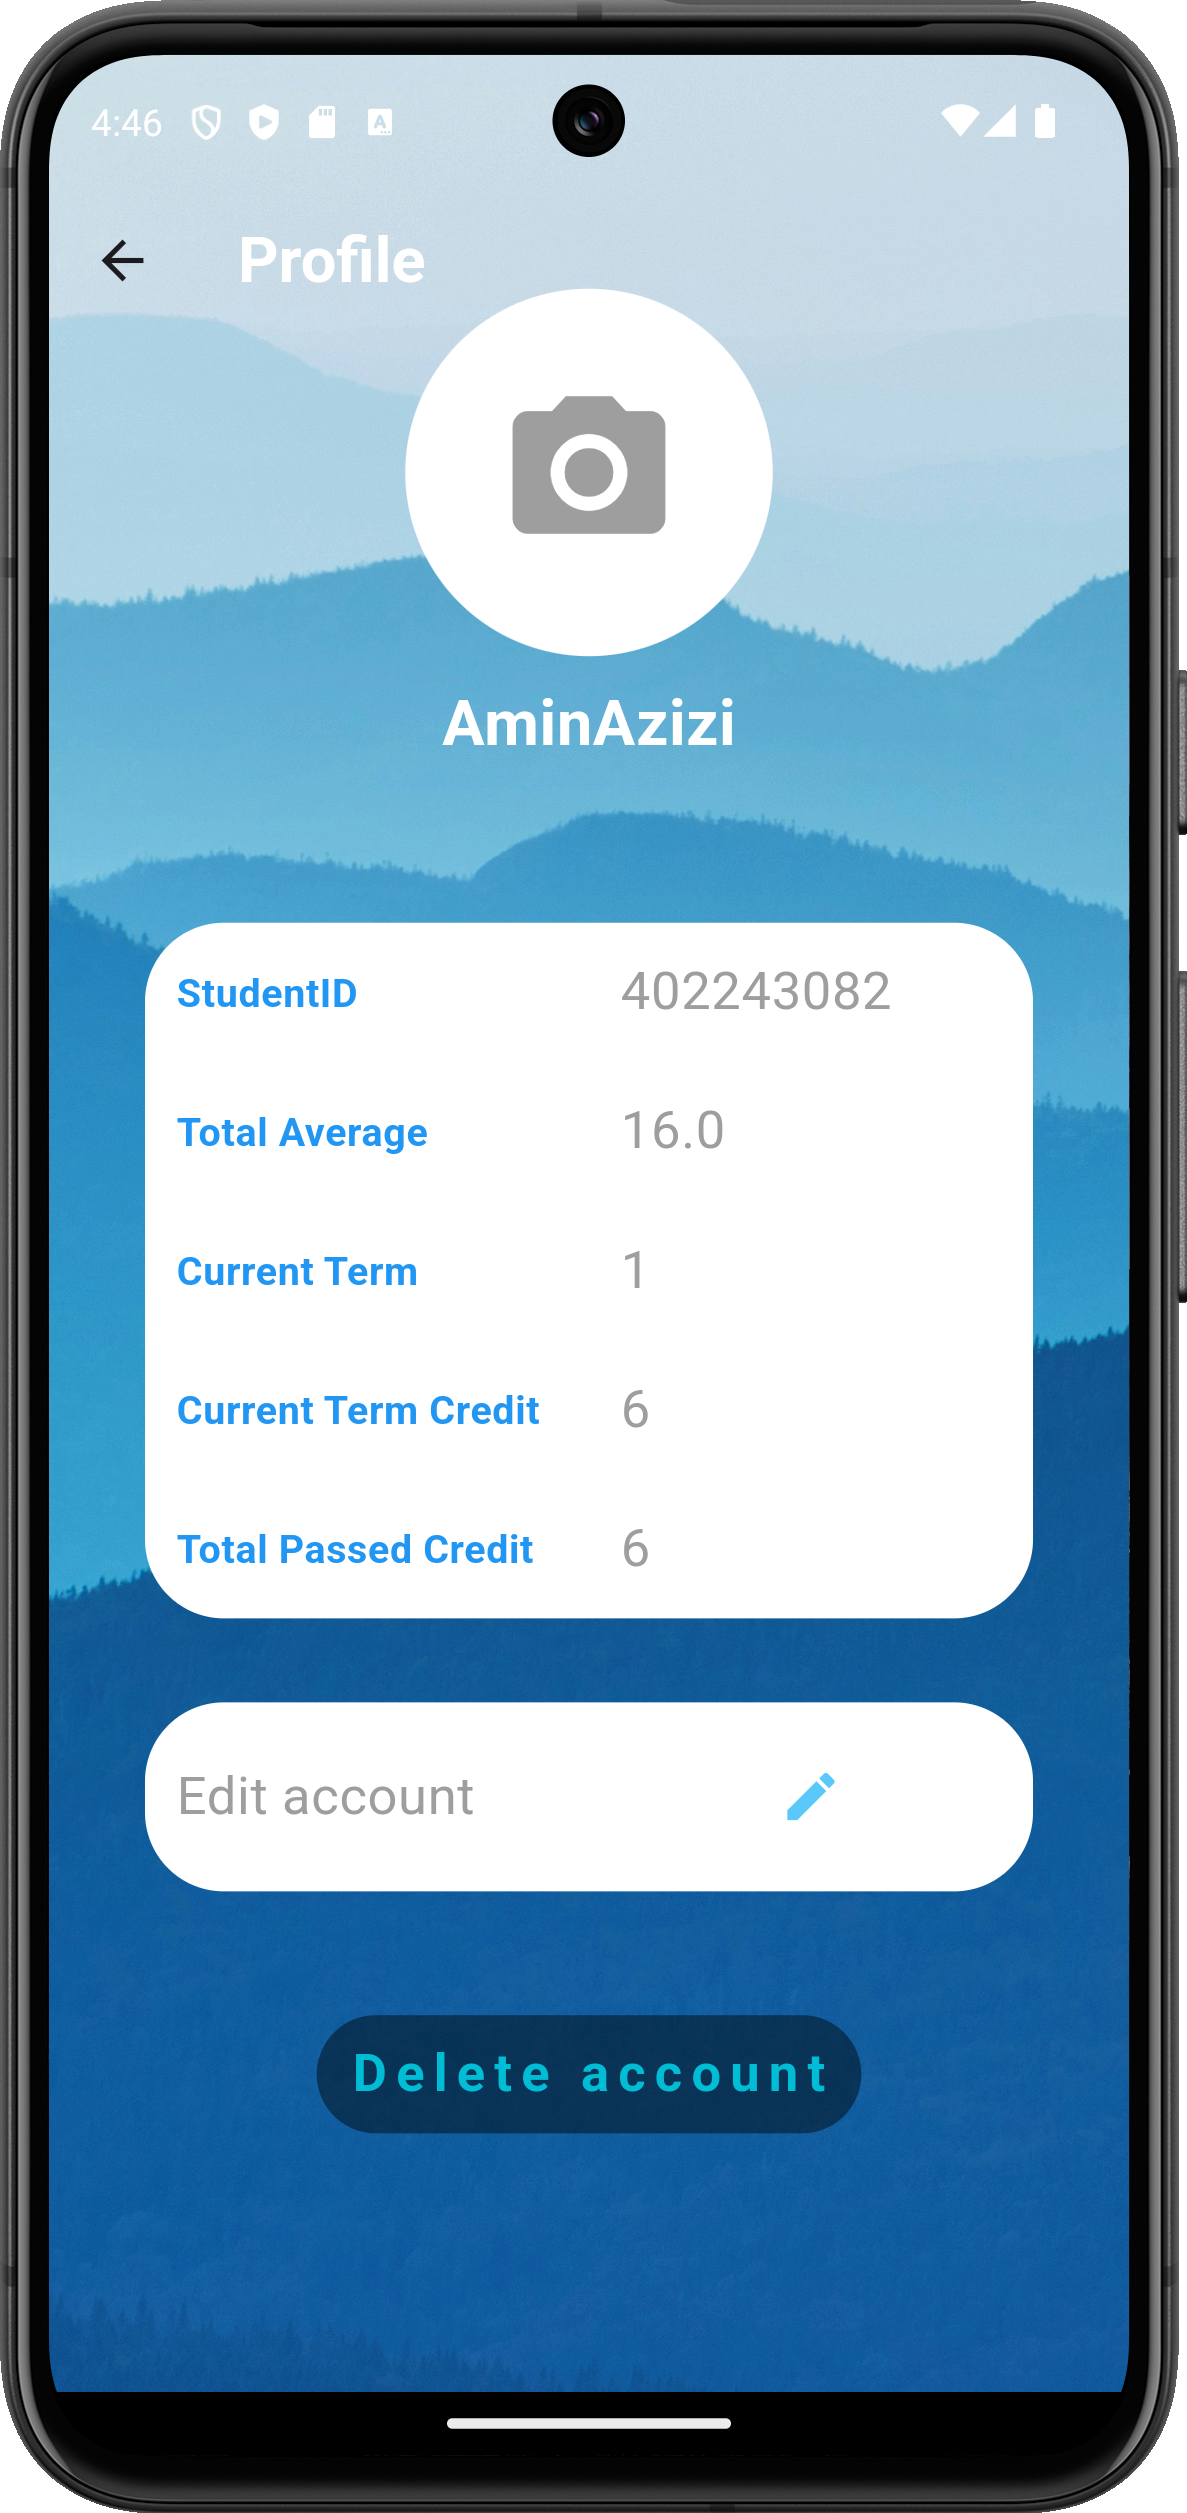 4:46
Profile
AminAzizi
StudentID 402243082
Total Average 16.0
Current Term 1
Current Term Credit 6
Total Passed Credit 6
Edit account
Delete account